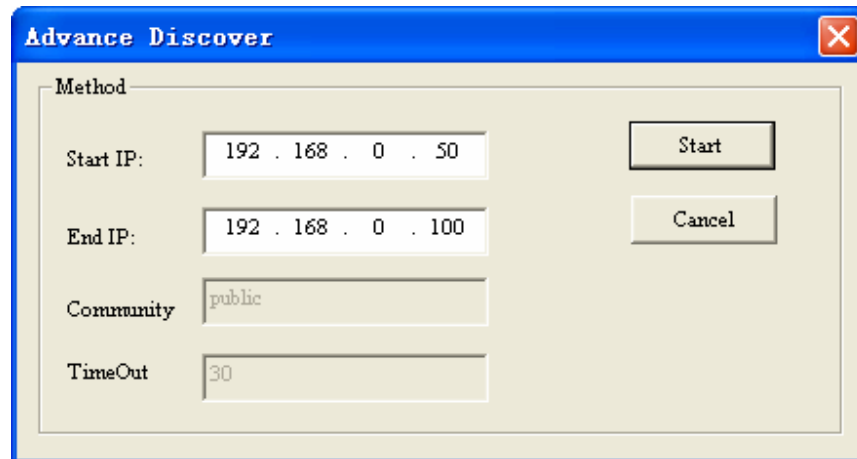 Advance Discover
Method
Start IP: 192 . 168 . 0 . 50 Start
End IP: 192 . 168 . 0 . 100 Cancel
Community public
TimeOut 30